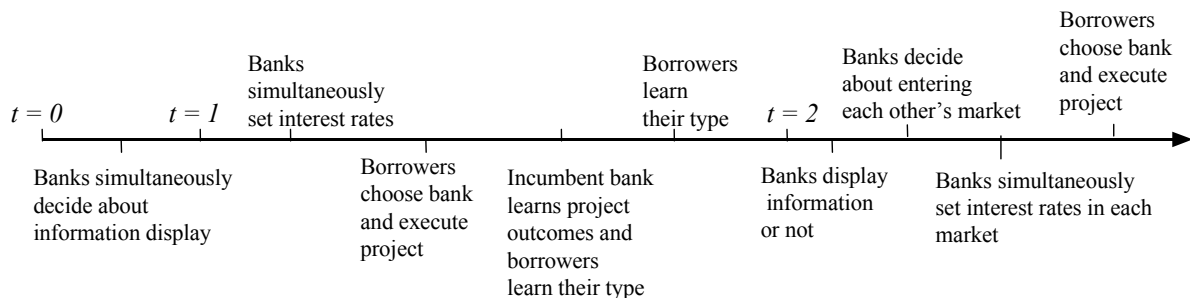 t = 0
Banks simultaneously
decide about
information display
t = 1
Banks
simultaneously
set interest rates
Borrowers
choose bank
and execute
project
Incumbent bank
learns project
outcomes and
borrowers
learn their type
Borrowers
learn
their type
t = 2
Banks display
information
or not
Banks decide
about entering
each other's market
Banks simultaneously
set interest rates in each
market
Borrowers
choose bank
and execute
project